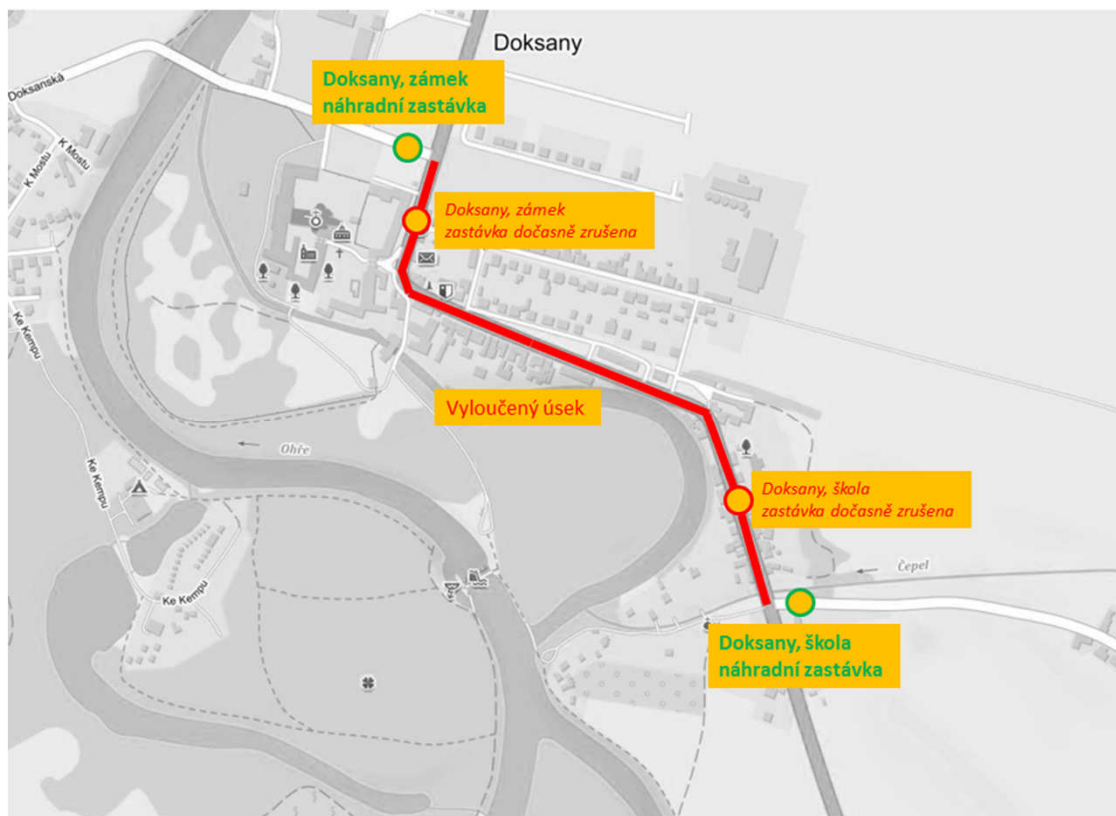 Doksany
Doksany, zámek
náhradní zastávka
Doksanská
K Mostu
K Mostu
Doksany, zámek
zastávka dočasně zrušena
Ke Kempu
Vyloučený úsek
Ohře
Ke Kempu
Doksany, škola
zastávka dočasně zrušena
Čepel
Ke Kempu
Doksany, škola
náhradní zastávka